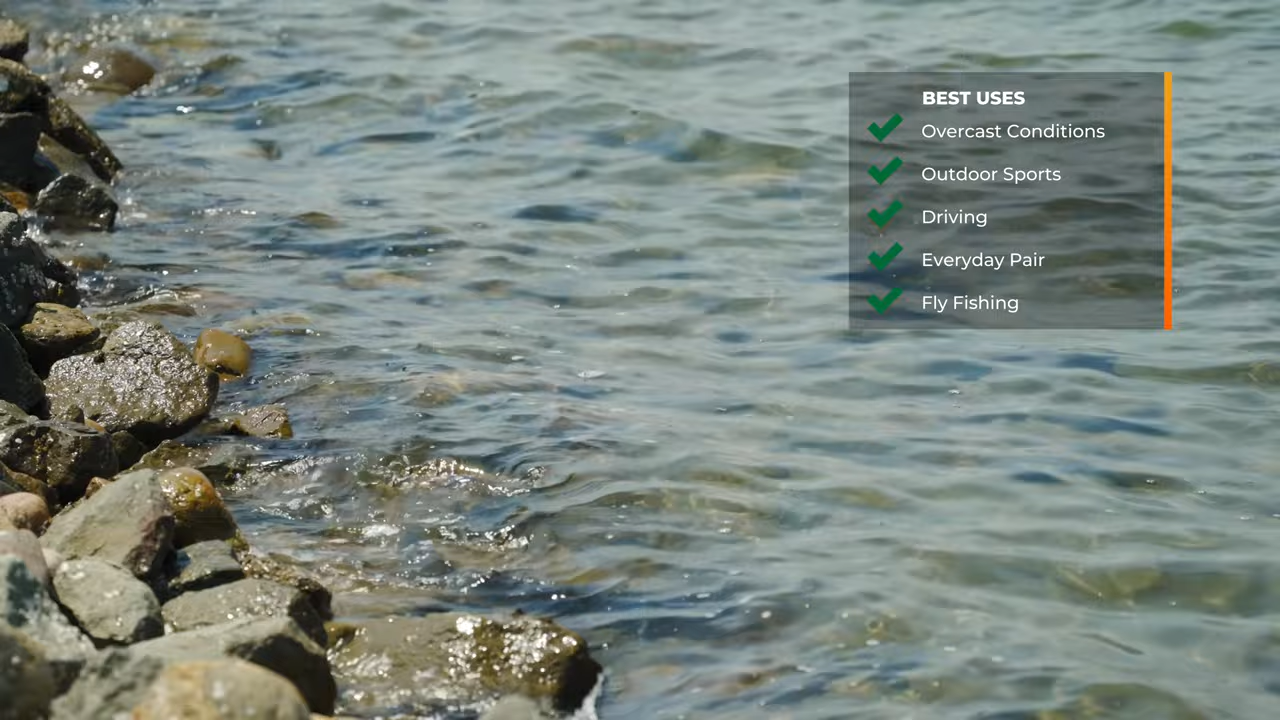 BEST USES
Overcast Conditions
Outdoor Sports
Driving
Everyday Pair
Fly Fishing